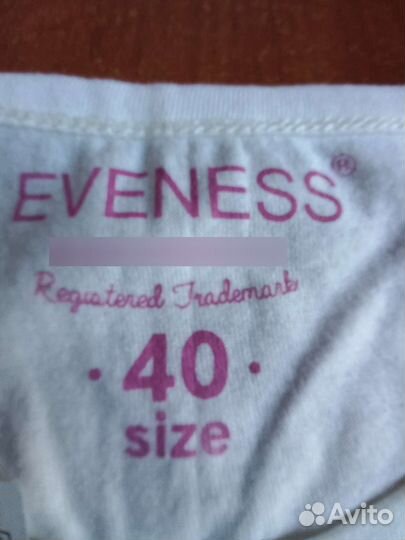 EVENESS®
Registered Trademark
· 40 ·
size
Avito